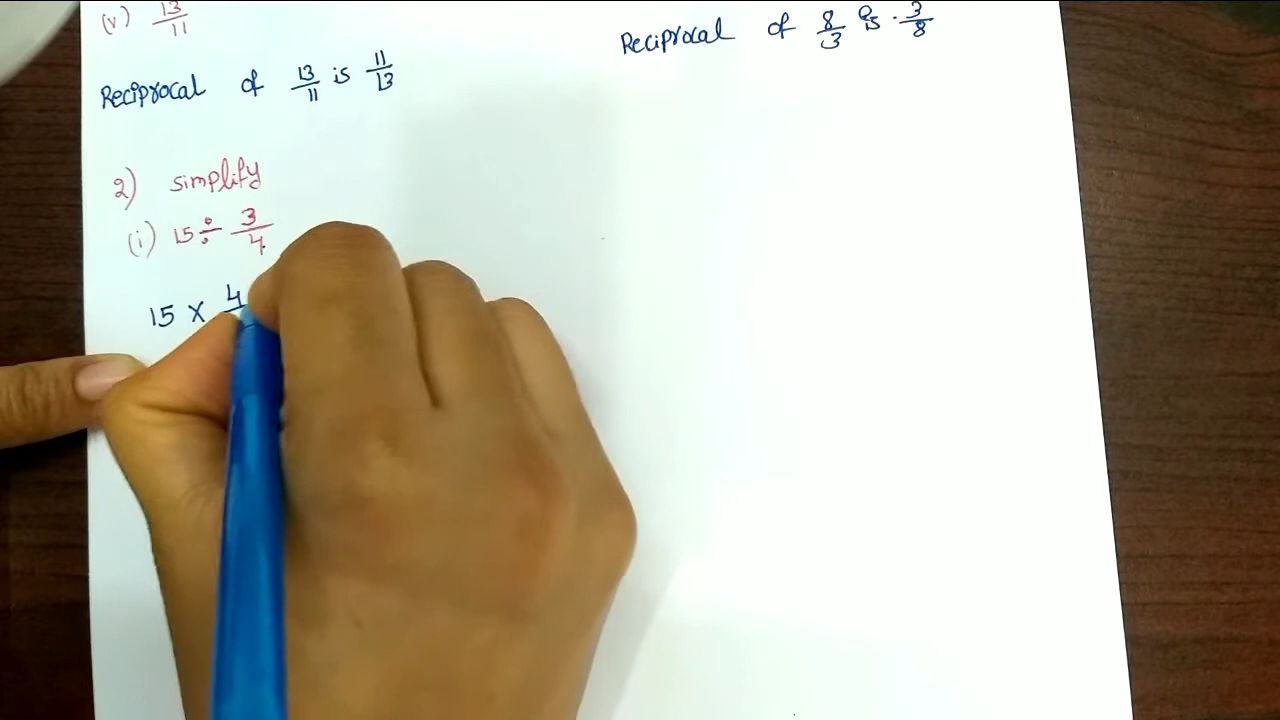 (v) 13/11
Reciprocal of 13/11 is 11/13
2) simplify
(i) 15 ÷ 3/4
15 × 4
Reciprocal of 8/3 is 3/8